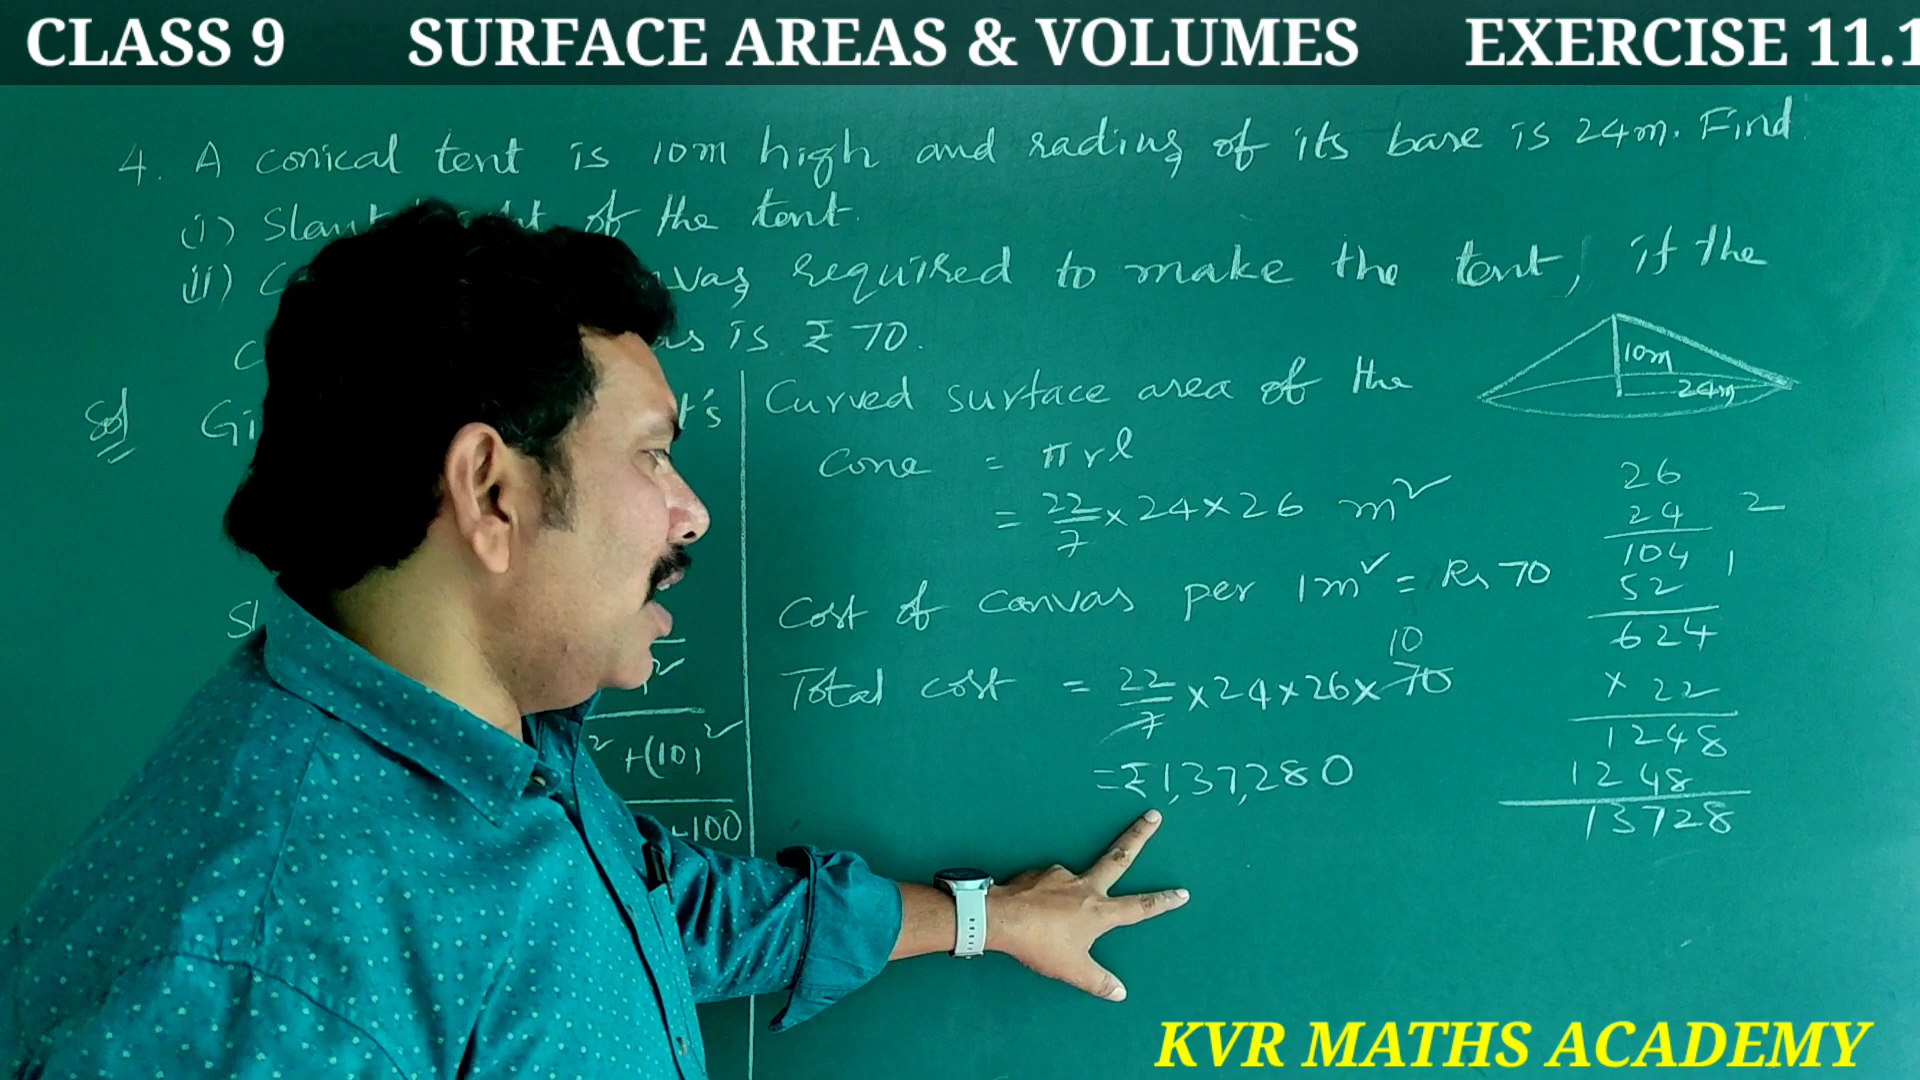 CLASS 9 SURFACE AREAS & VOLUMES EXERCISE 11.1
4. A conical tent is 10m high and radius of its base is 24m. Find
(i) of the tent.
(ii) required to make the tent, if the
is ₹ 70.
Sol
Curved surface area of the
cone = πrl
= 22/7 × 24 × 26 m²
Cost of canvas per 1m² = Rs 70
10
Total cost = 22/7 × 24 × 26 × 70
= ₹1,37,280
+(10)²
100
10m
24m
26
24 2
104 1
52
624
× 22
1248
1248
13728
KVR MATHS ACADEMY